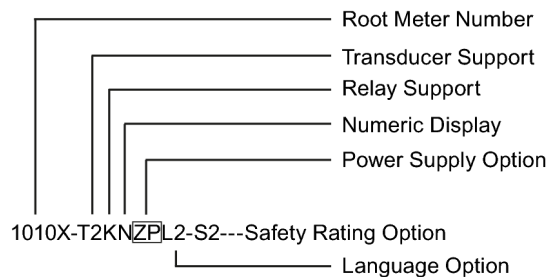 Root Meter Number
Transducer Support
Relay Support
Numeric Display
Power Supply Option
1010X-T2KNZPL2-S2---Safety Rating Option
Language Option